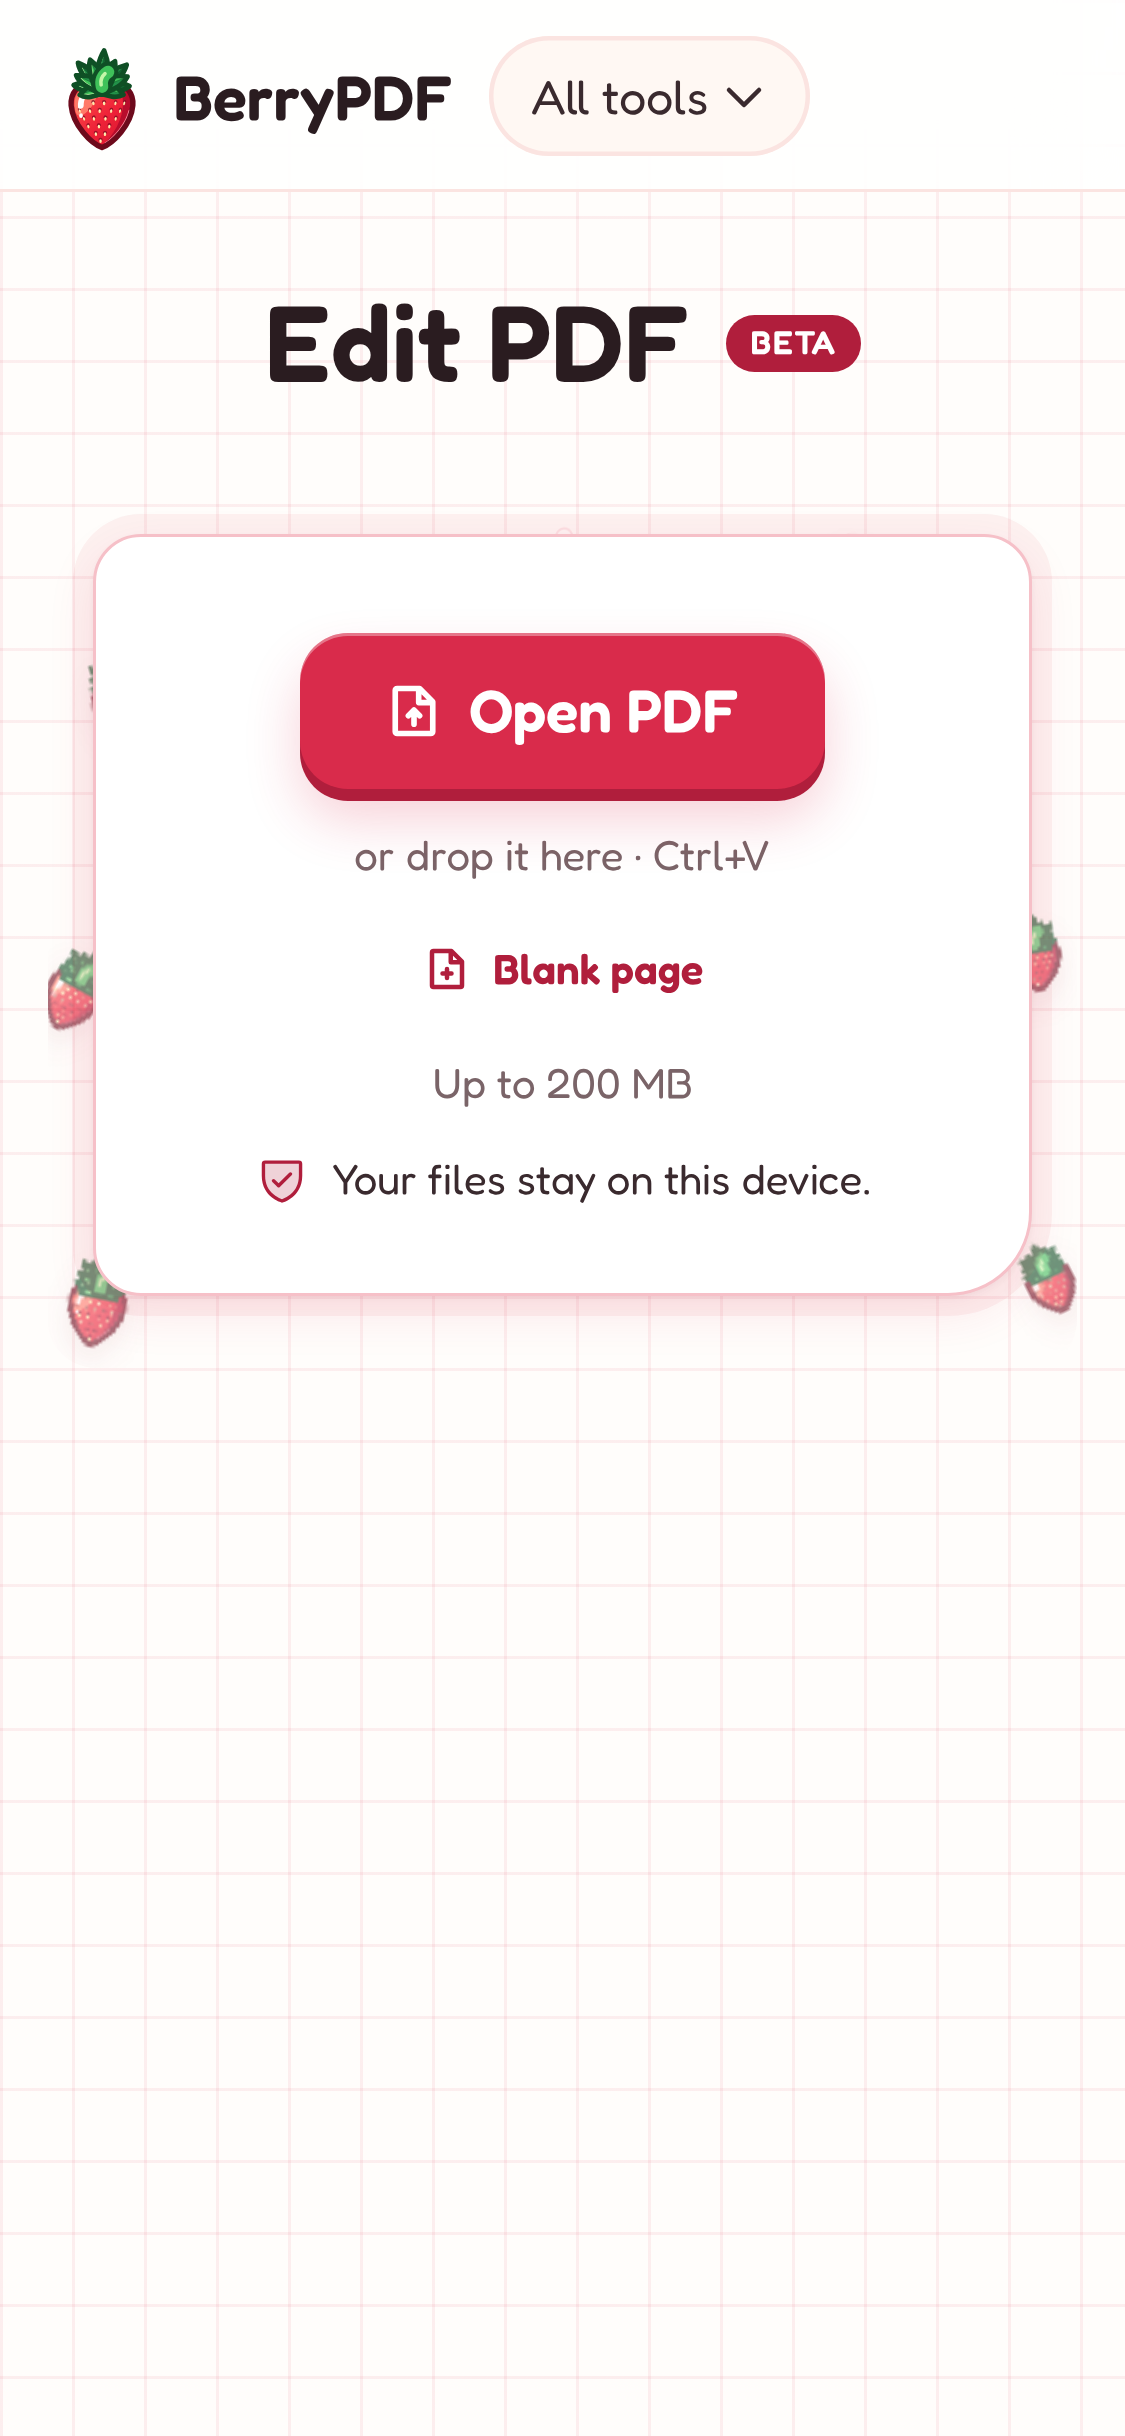 BerryPDF
All tools
Edit PDF
BETA
Open PDF
or drop it here · Ctrl+V
Blank page
Up to 200 MB
Your files stay on this device.